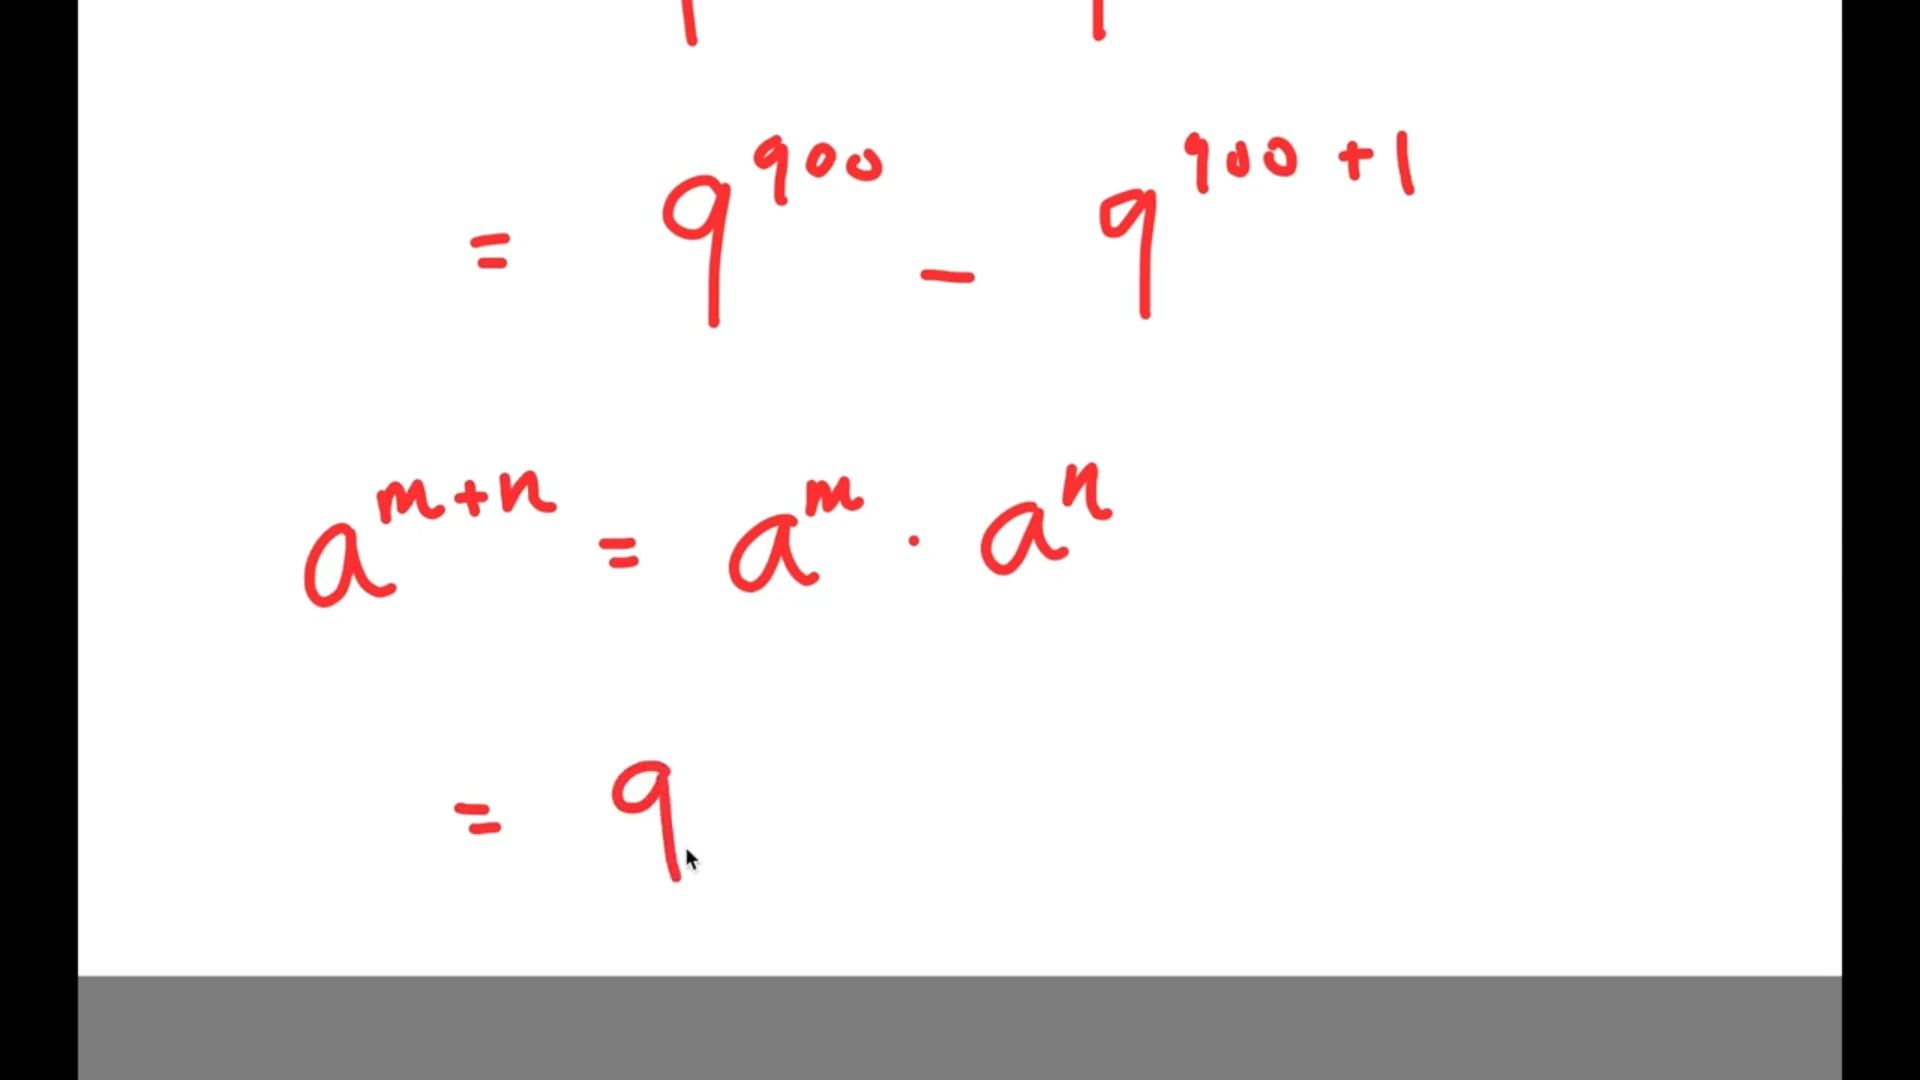 = 9^900 - 9^900+1
a^m+n = a^m · a^n
= 9